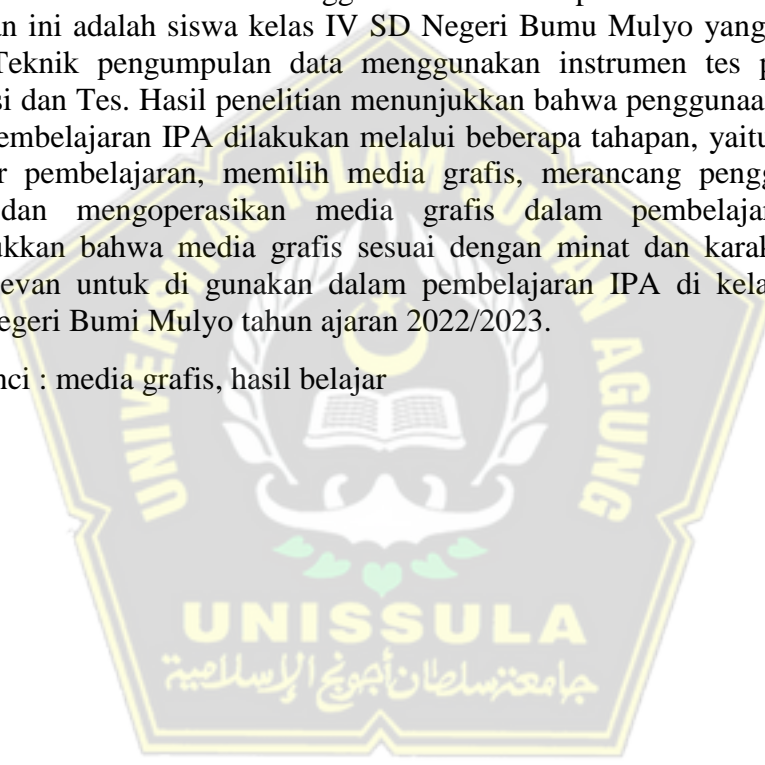 an ini adalah siswa kelas IV SD Negeri Bumu Mulyo yang
Teknik pengumpulan data menggunakan instrumen tes p
si dan Tes. Hasil penelitian menunjukkan bahwa penggunaa
embelajaran IPA dilakukan melalui beberapa tahapan, yaitu
r pembelajaran, memilih media grafis, merancang pengg
dan mengoperasikan media grafis dalam pembelajar
ukkan bahwa media grafis sesuai dengan minat dan karak
evan untuk di gunakan dalam pembelajaran IPA di kela
egeri Bumi Mulyo tahun ajaran 2022/2023.
nci : media grafis, hasil belajar
UNIVERSITAS ISLAM SULTAN AGUNG
UNISSULA
جامعة سلطان أجونج الإسلامية